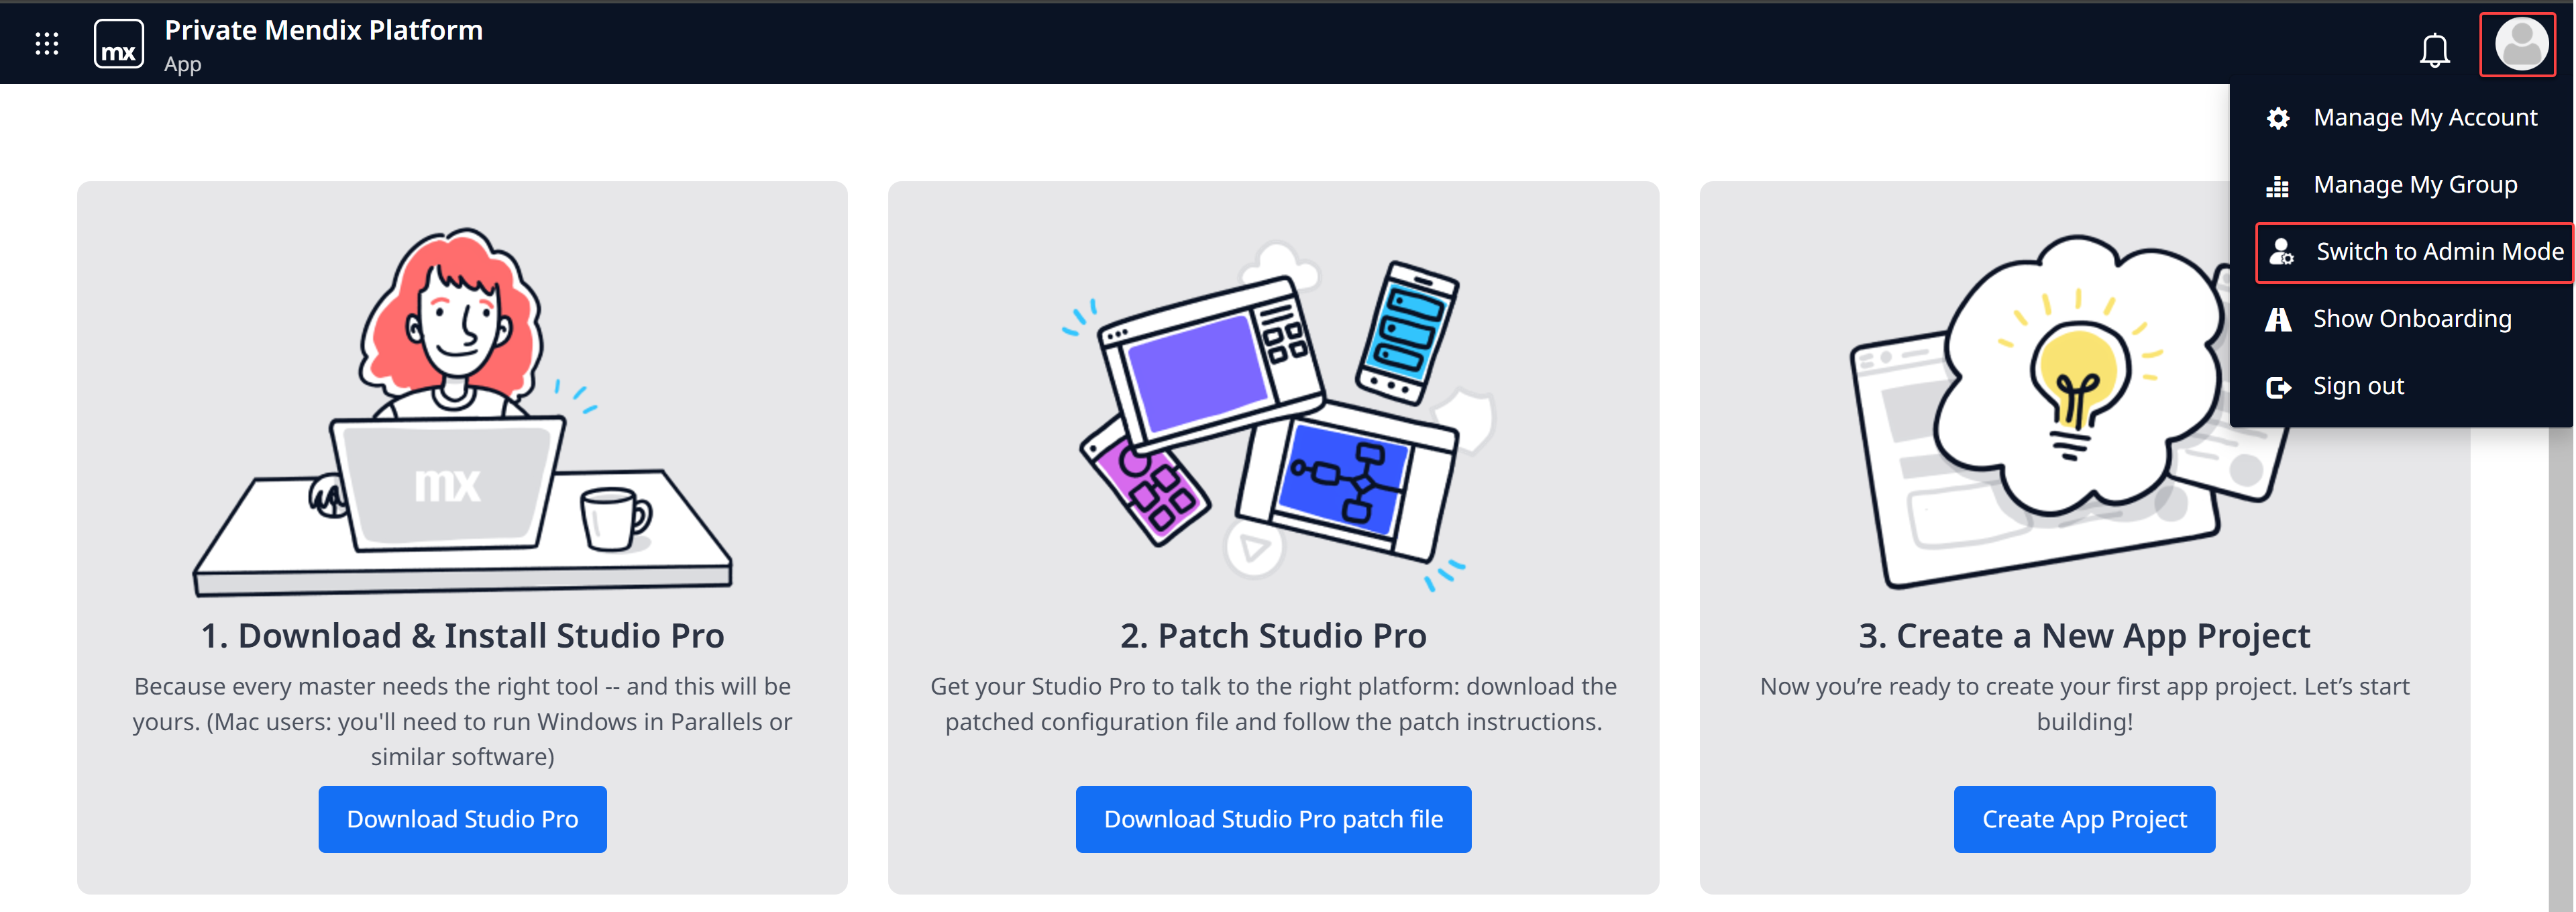 mx
Private Mendix Platform
App
Manage My Account
Manage My Group
Switch to Admin Mode
Show Onboarding
Sign out
mx
1. Download & Install Studio Pro
Because every master needs the right tool -- and this will be
yours. (Mac users: you'll need to run Windows in Parallels or
similar software)
Download Studio Pro
2. Patch Studio Pro
Get your Studio Pro to talk to the right platform: download the
patched configuration file and follow the patch instructions.
Download Studio Pro patch file
3. Create a New App Project
Now you’re ready to create your first app project. Let’s start
building!
Create App Project